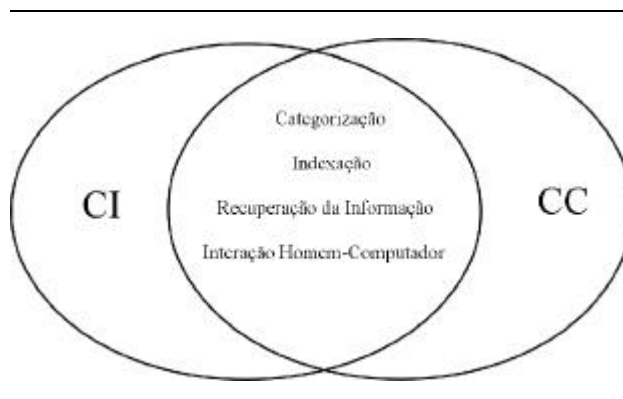 Categorização
Indexação
CI
CC
Recuperação da Informação
Interação Homem-Computador